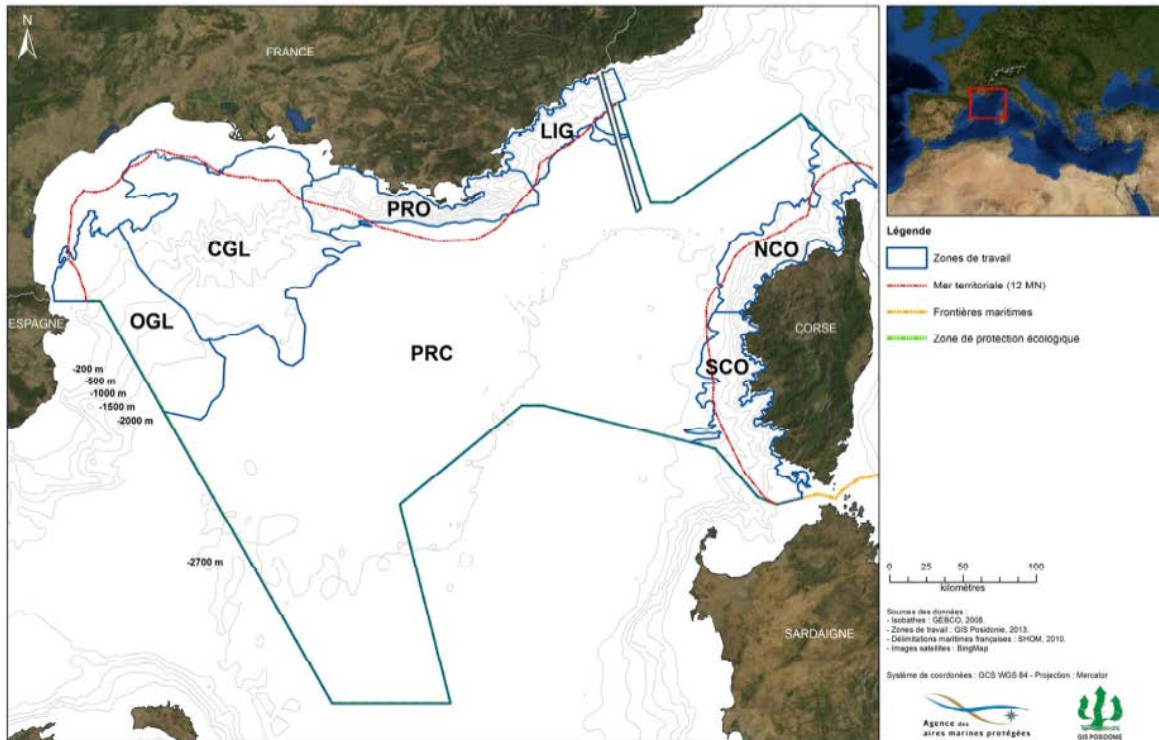 N
FRANCE
LIG
PRO
CGL
NCO
ESPAGNE
OGL
PRC
CORSE
SCO
-200 m
-500 m
-1000 m
-1500 m
-2000 m
-2700 m
SARDAIGNE
Légende
Zones de travail
Mer territoriale (12 MN)
Frontières maritimes
Zone de protection écologique
0 25 50 100
kilomètres
Sources des données :
- Isobathes : GEBCO, 2008.
- Zones de travail : GIS Posidonie, 2013.
- Délimitations maritimes françaises : SHOM, 2010.
- Images satellites : BingMap
Système de coordonées : GCS WGS 84 - Projection : Mercator
Agence des
aires marines protégées
GIS POSIDONIE